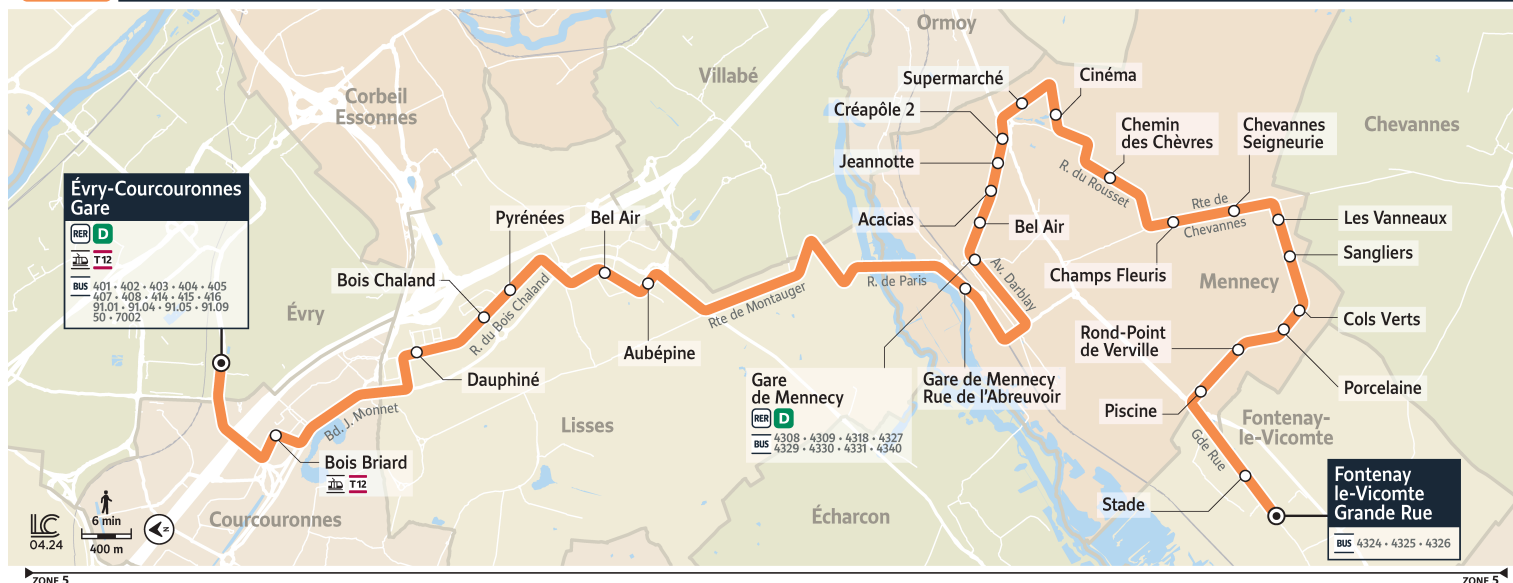 Ormoy
Villabé
Corbeil
Essonnes
Chevannes
Supermarché
Cinéma
Créapôle 2
Jeannotte
Acacias
Bel Air
Chemin
des Chèvres
Chevannes
Seigneurie
R. du Rousset
Rte de
Chevannes
Les Vanneaux
Sangliers
Champs Fleuris
Mennecy
Cols Verts
Rond-Point
de Verville
Porcelaine
Piscine
Évry-Courcouronnes
Gare
RER D
T12
BUS 401 • 402 • 403 • 404 • 405
407 • 408 • 414 • 415 • 416
91.01 • 91.04 • 91.05 • 91.09
50 • 7002
Évry
Pyrénées
Bel Air
Bois Chaland
R. du Bois Chaland
Aubépine
Dauphiné
Bd. J. Monnet
Rte de Montauger
R. de Paris
Av. Darblay
Bois Briard
T12
Lisses
Courcouronnes
Gare
de Mennecy
RER D
BUS 4308 • 4309 • 4318 • 4327
4329 • 4330 • 4331 • 4340
Gare de Mennecy
Rue de l'Abreuvoir
Écharcon
Fontenay-
le-Vicomte
Gde Rue
Stade
Fontenay
le-Vicomte
Grande Rue
BUS 4324 • 4325 • 4326
LC
04.24
6 min
400 m
N
ZONE 5
ZONE 5